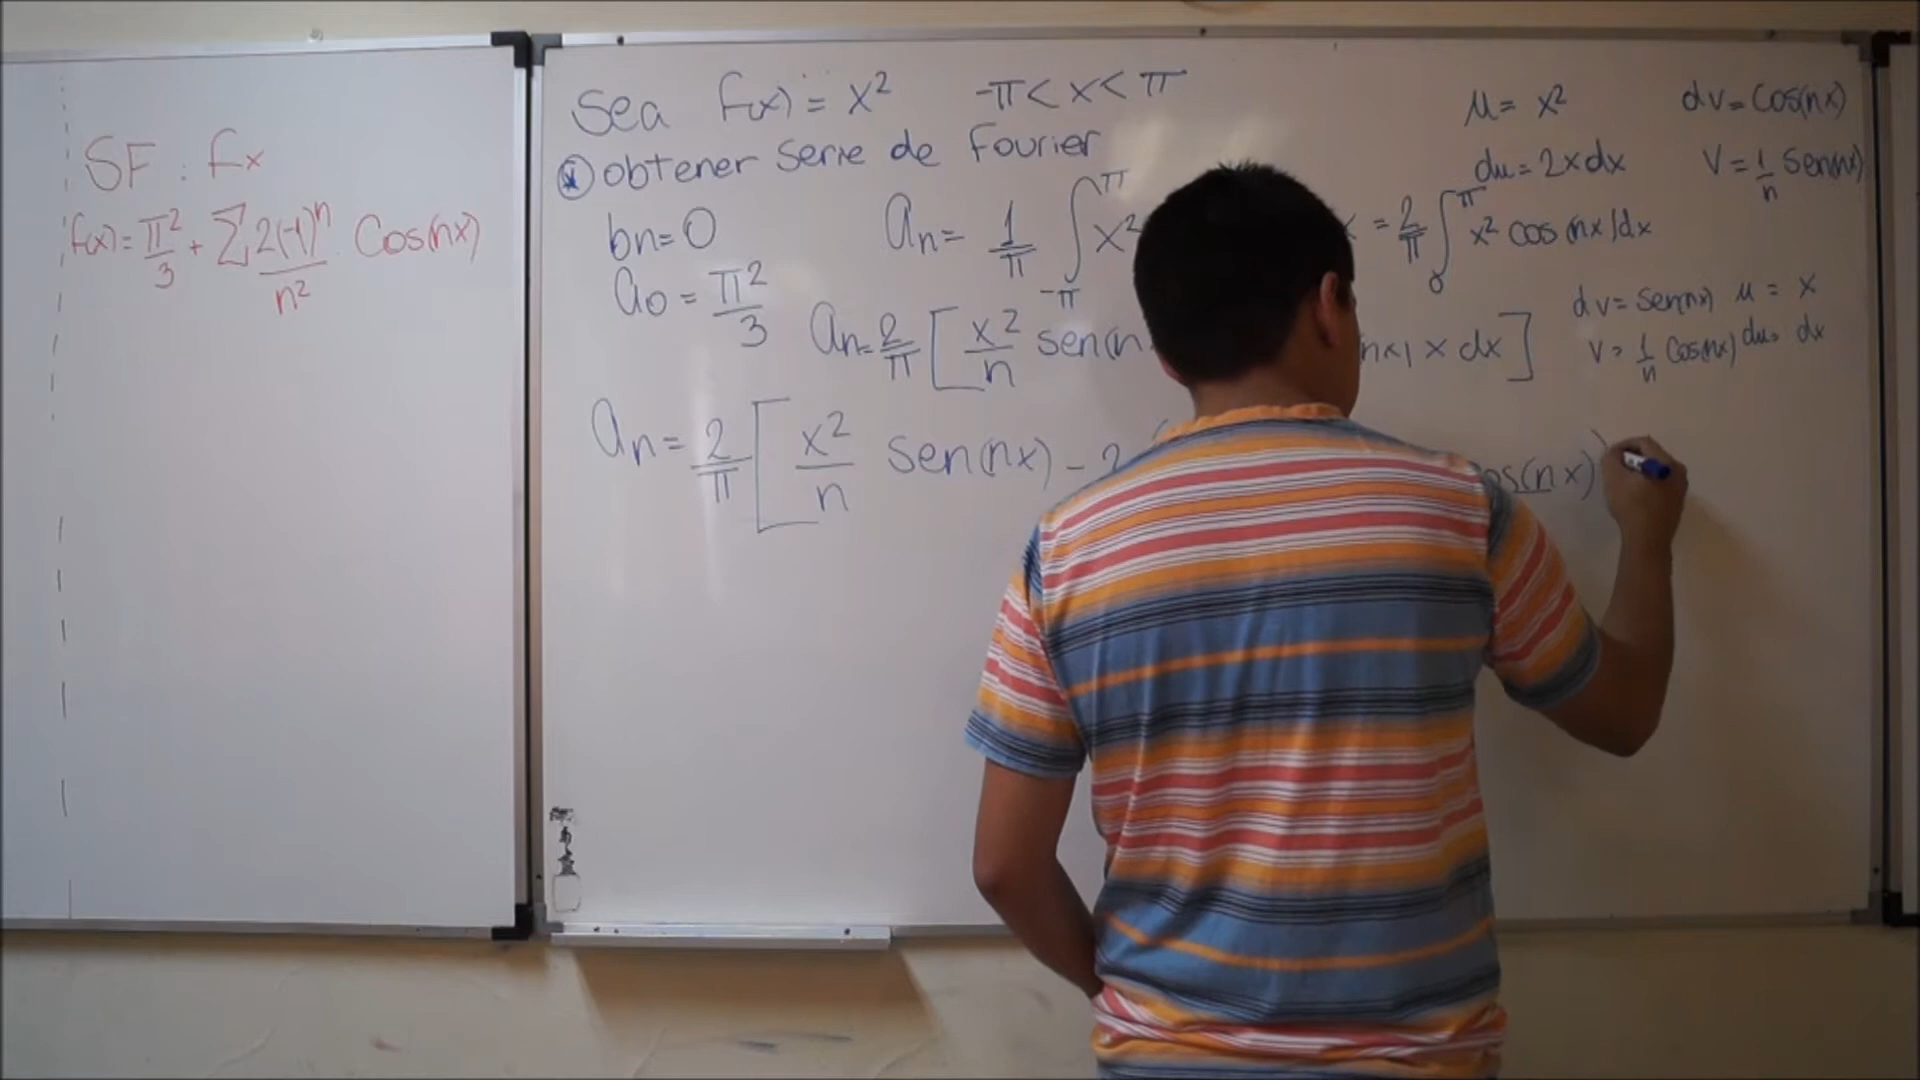 SF : fx
f(x) = π²/3 + ∑ 2(-1)ⁿ/n² . Cos(nx)
Sea f(x) = x² -π < x < π
obtener serie de Fourier
bn = 0
a0 = π²/3
an = 1/π ∫-π^π x² = 2/π ∫0^π x² cos(nx)dx
an = 2/π [ x²/n sen(n nx) x dx ]
an = 2/π [ x²/n sen(nx) - 2 os(nx)
μ = x² dv = Cos(nx)
du = 2x dx V = 1/n Sen(nx)
dv = Sen(nx) μ = x
V = 1/n Cos(nx) du = dx